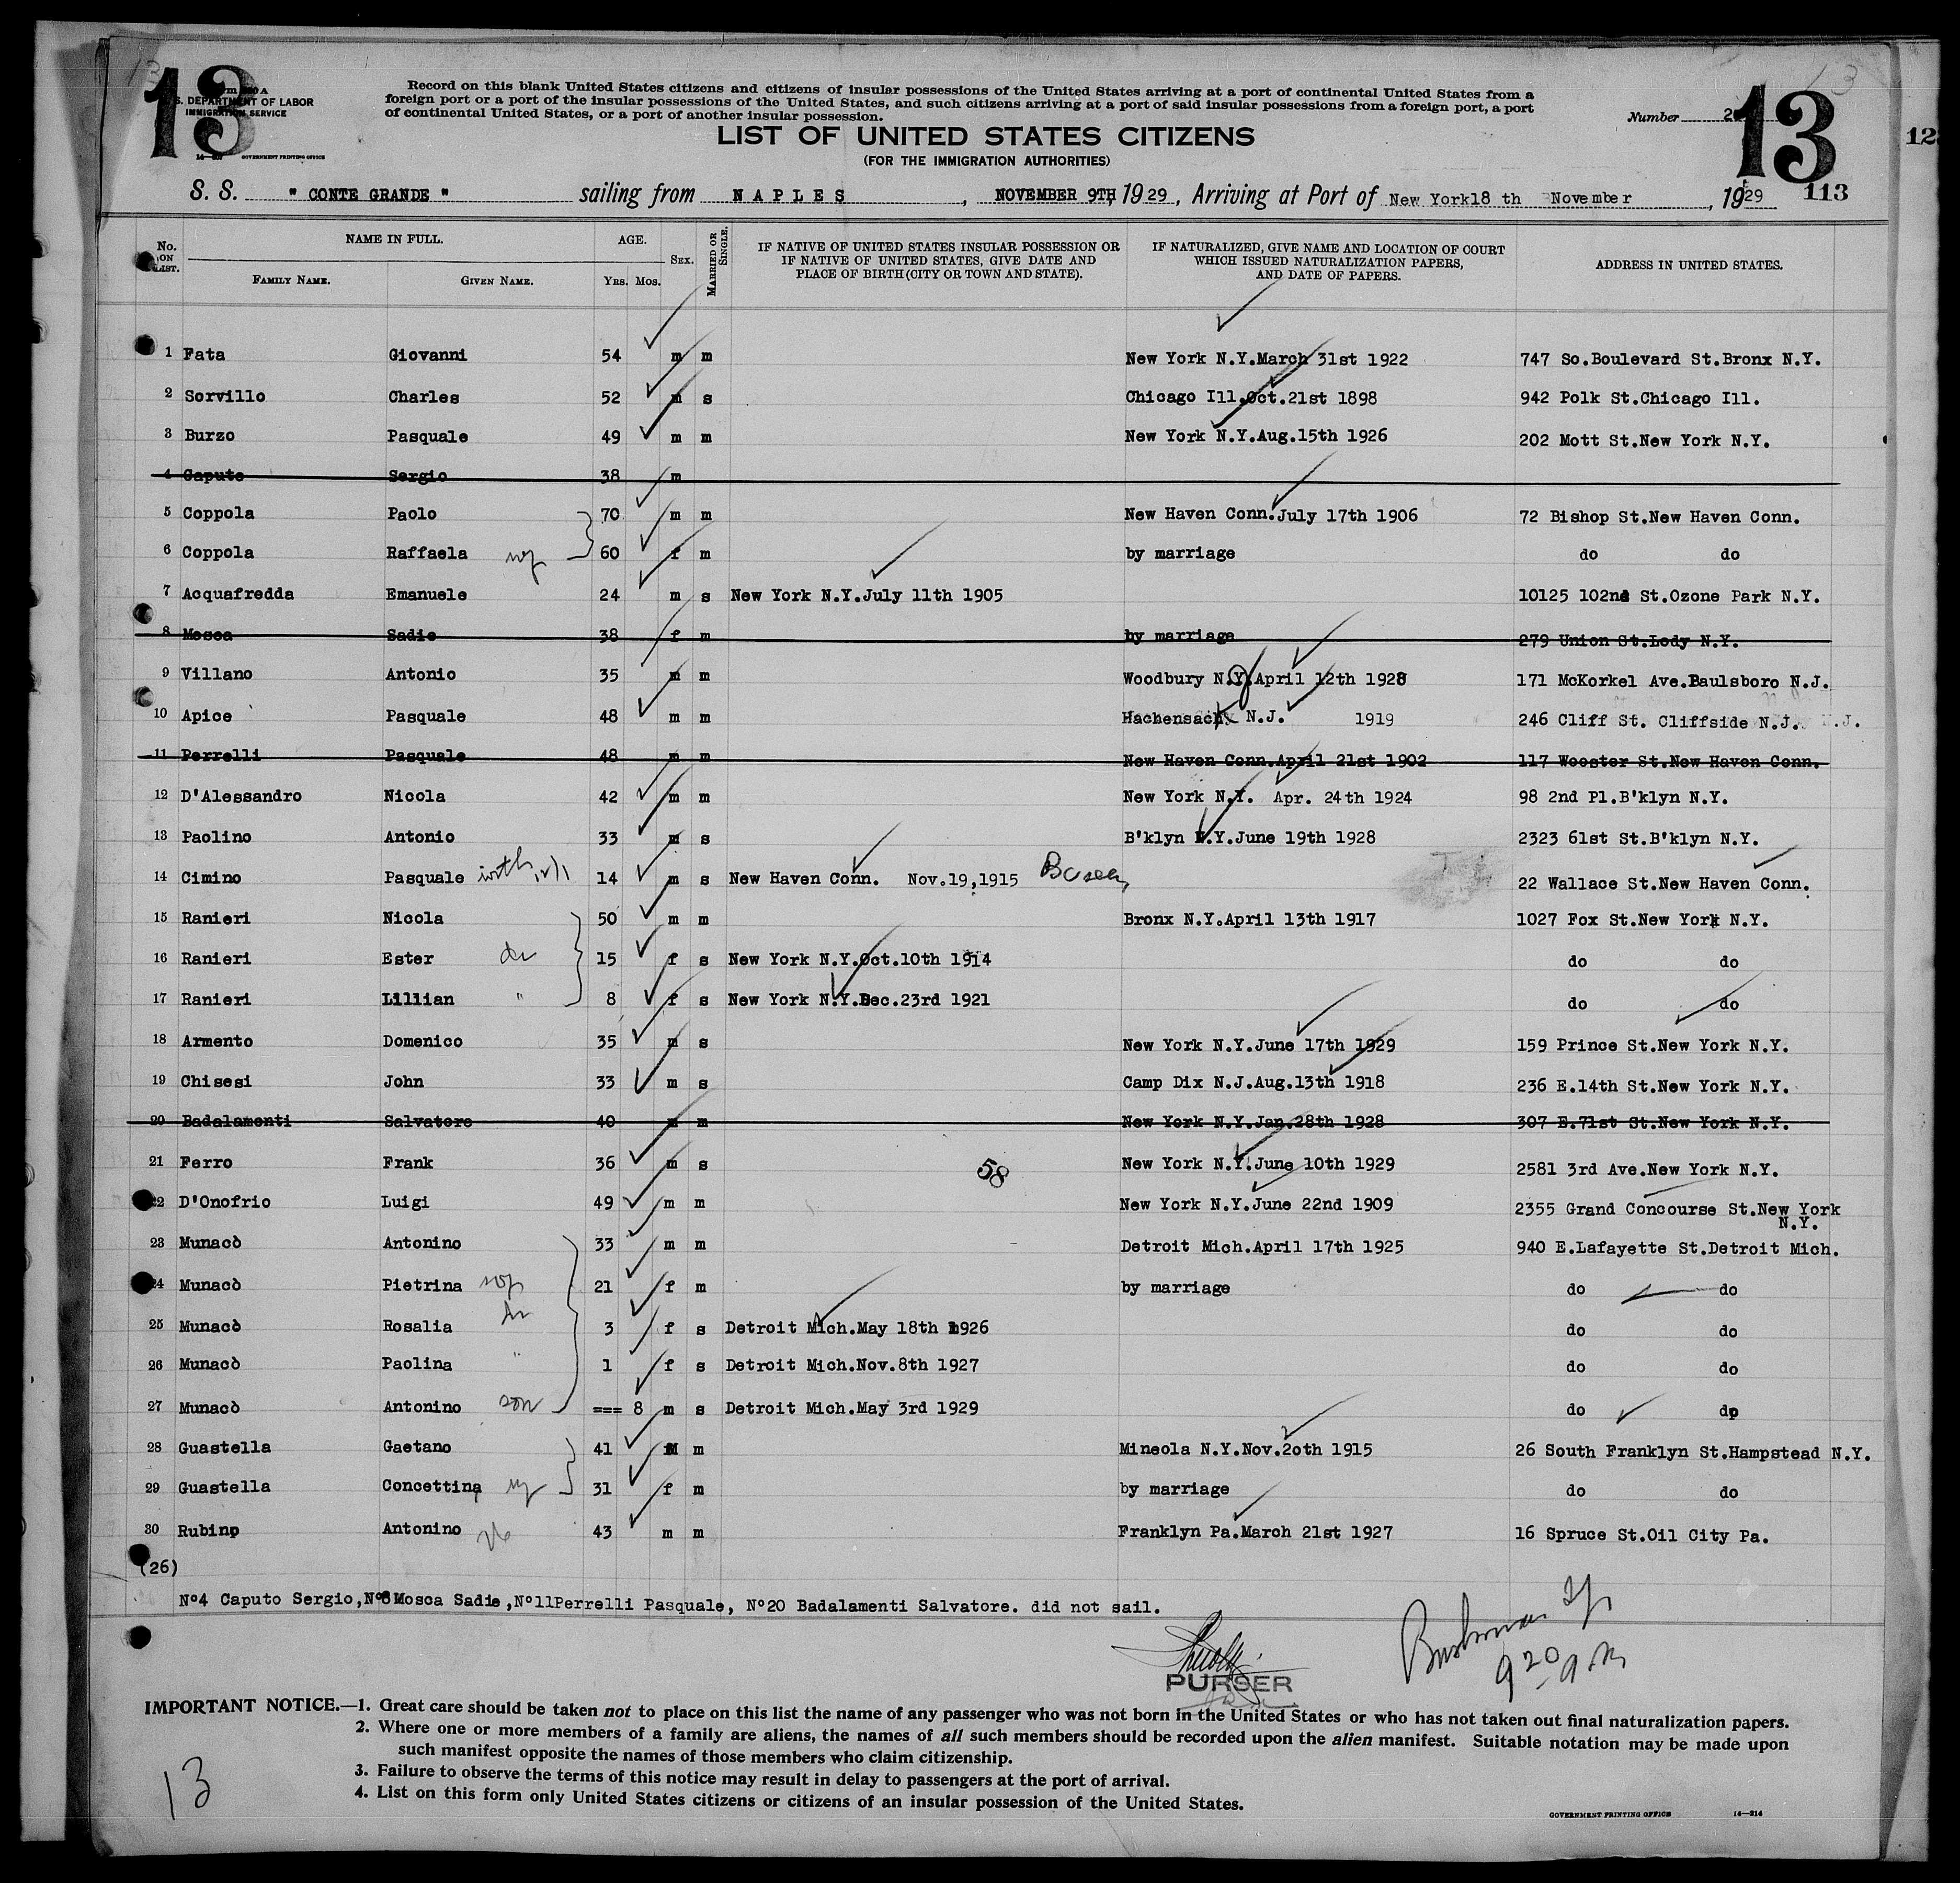 13
S. DEPARTMENT OF LABOR
IMMIGRATION SERVICE
GOVERNMENT PRINTING OFFICE
Record on this blank United States citizens and citizens of insular possessions of the United States arriving at a port of continental United States from a
foreign port or a port of the insular possessions of the United States, and such citizens arriving at a port of said insular possessions from a foreign port, a port
of continental United States, or a port of another insular possession.
LIST OF UNITED STATES CITIZENS
(FOR THE IMMIGRATION AUTHORITIES)
Number
13
113
S. S. " CONTE GRANDE " sailing from NAPLES, NOVEMBER 9TH, 1929, Arriving at Port of New York 18 th November, 1929
No. ON LIST. NAME IN FULL. FAMILY NAME. GIVEN NAME. AGE. YRS. MOS. SEX. MARRIED OR SINGLE. IF NATIVE OF UNITED STATES INSULAR POSSESSION OR IF NATIVE OF UNITED STATES, GIVE DATE AND PLACE OF BIRTH (CITY OR TOWN AND STATE). IF NATURALIZED, GIVE NAME AND LOCATION OF COURT WHICH ISSUED NATURALIZATION PAPERS, AND DATE OF PAPERS. ADDRESS IN UNITED STATES.
1 Fata Giovanni 54 m m New York N.Y.March 31st 1922 747 So.Boulevard St.Bronx N.Y.
2 Sorvillo Charles 52 m s Chicago Ill.Oct.21st 1898 942 Polk St.Chicago Ill.
3 Burzo Pasquale 49 m m New York N.Y.Aug.15th 1926 202 Mott St.New York N.Y.
4 Caputo Sergio 38 m
5 Coppola Paolo 70 m m New Haven Conn.July 17th 1906 72 Bishop St.New Haven Conn.
6 Coppola Raffaela 60 f m by marriage do do
7 Acquafredda Emanuele 24 m s New York N.Y.July 11th 1905 10125 102nd St.Ozone Park N.Y.
8 Mosca Sadie 38 f m by marriage 279 Union St.Lody N.Y.
9 Villano Antonio 35 m m Woodbury N.Y.April 12th 1928 171 McKorkel Ave.Baulsboro N.J.
10 Apice Pasquale 48 m m Hachensach N.J. 1919 246 Cliff St. Cliffside N.J.
11 Perrelli Pasquale 48 m m New Haven Conn.April 21st 1902 117 Wooster St.New Haven Conn.
12 D'Alessandro Nicola 42 m m New York N.Y. Apr. 24th 1924 98 2nd Pl.B'klyn N.Y.
13 Paolino Antonio 33 m s B'klyn N.Y.June 19th 1928 2323 61st St.B'klyn N.Y.
14 Cimino Pasquale with 14 m s New Haven Conn. Nov.19,1915 22 Wallace St.New Haven Conn.
15 Ranieri Nicola 50 m m Bronx N.Y.April 13th 1917 1027 Fox St.New York N.Y.
16 Ranieri Ester 15 f s New York N.Y.Oct.10th 1914 do do
17 Ranieri Lillian " 8 f s New York N.Y.Dec.23rd 1921 do do
18 Armento Domenico 35 m s New York N.Y.June 17th 1929 159 Prince St.New York N.Y.
19 Chisesi John 33 m s Camp Dix N.J.Aug.13th 1918 236 E.14th St.New York N.Y.
20 Badalamenti Salvatore 40 m m New York N.Y.Jan.28th 1928 307 E.71st St.New York N.Y.
21 Ferro Frank 36 m s New York N.Y.June 10th 1929 2581 3rd Ave.New York N.Y.
58
22 D'Onofrio Luigi 49 m m New York N.Y.June 22nd 1909 2355 Grand Concourse St.New York N.Y.
23 Munacò Antonino 33 m m Detroit Mich.April 17th 1925 940 E.Lafayette St.Detroit Mich.
24 Munacò Pietrina 21 f m by marriage do do
25 Munacò Rosalia 3 f s Detroit Mich.May 18th 1926 do do
26 Munacò Paolina " 1 f s Detroit Mich.Nov.8th 1927 do do
27 Munacò Antonino son === 8 m s Detroit Mich.May 3rd 1929 do do
28 Guastella Gaetano 41 M m Mineola N.Y.Nov.20th 1915 26 South Franklyn St.Hampstead N.Y.
29 Guastella Concettina 31 f m by marriage do do
30 Rubino Antonino 43 m m Franklyn Pa.March 21st 1927 16 Spruce St.Oil City Pa.
(26)
Nº4 Caputo Sergio,Nº8 Mosca Sadie,Nº11Perrelli Pasquale, Nº20 Badalamenti Salvatore. did not sail.
PURSER
9 20 am
IMPORTANT NOTICE.—1. Great care should be taken not to place on this list the name of any passenger who was not born in the United States or who has not taken out final naturalization papers.
2. Where one or more members of a family are aliens, the names of all such members should be recorded upon the alien manifest. Suitable notation may be made upon
such manifest opposite the names of those members who claim citizenship.
3. Failure to observe the terms of this notice may result in delay to passengers at the port of arrival.
4. List on this form only United States citizens or citizens of an insular possession of the United States.
GOVERNMENT PRINTING OFFICE 14—214
13